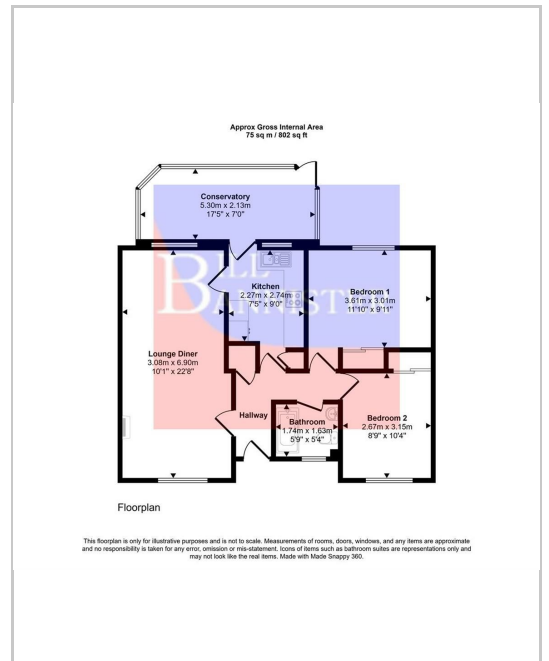 Approx Gross Internal Area
75 sq m / 802 sq ft
Conservatory
5.30m x 2.13m
17'5" x 7'0"
BILL
BANNISTER
Kitchen
2.27m x 2.74m
7'5" x 9'0"
Bedroom 1
3.61m x 3.01m
11'10" x 9'11"
Lounge Diner
3.08m x 6.90m
10'1" x 22'8"
Hallway
Bathroom
1.74m x 1.63m
5'9" x 5'4"
Bedroom 2
2.67m x 3.15m
8'9" x 10'4"
Floorplan
This floorplan is only for illustrative purposes and is not to scale. Measurements of rooms, doors, windows, and any items are approximate
and no responsibility is taken for any error, omission or mis-statement. Icons of items such as bathroom suites are representations only and
may not look like the real items. Made with Made Snappy 360.